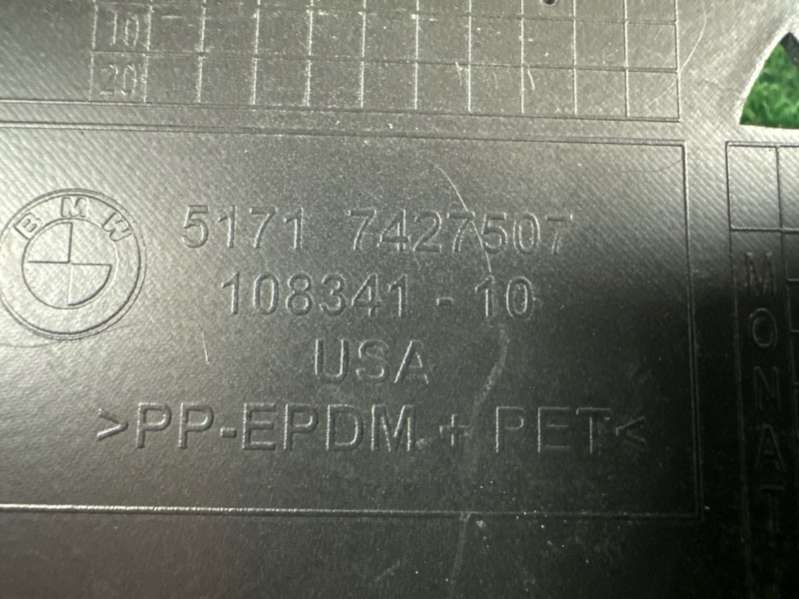 10
20
BMW
5171 7427507
108341 - 10
USA
>PP-EPDM + PET<
MONAT